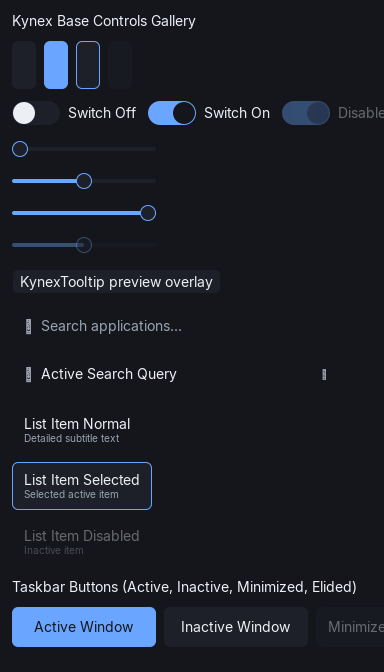 Kynex Base Controls Gallery
Switch Off Switch On Disable
KynexTooltip preview overlay
Search applications...
Active Search Query
List Item Normal
Detailed subtitle text
List Item Selected
Selected active item
List Item Disabled
Inactive item
Taskbar Buttons (Active, Inactive, Minimized, Elided)
Active Window Inactive Window Minimize